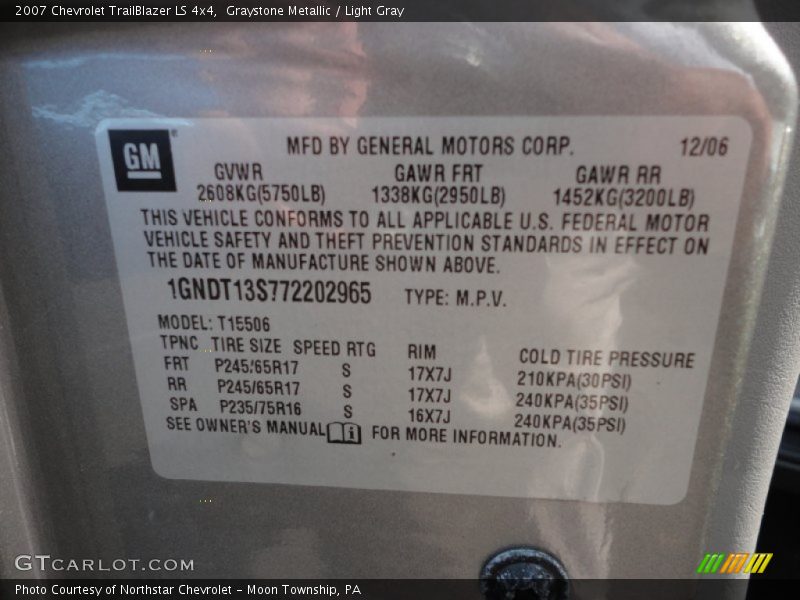 2007 Chevrolet TrailBlazer LS 4x4, Graystone Metallic / Light Gray
GM
MFD BY GENERAL MOTORS CORP. 12/06
GVWR GAWR FRT GAWR RR
2608KG(5750LB) 1338KG(2950LB) 1452KG(3200LB)
THIS VEHICLE CONFORMS TO ALL APPLICABLE U.S. FEDERAL MOTOR
VEHICLE SAFETY AND THEFT PREVENTION STANDARDS IN EFFECT ON
THE DATE OF MANUFACTURE SHOWN ABOVE.
1GNDT13S772202965 TYPE: M.P.V.
MODEL: T15506
TPNC TIRE SIZE SPEED RTG RIM COLD TIRE PRESSURE
FRT P245/65R17 S 17X7J 210KPA(30PSI)
RR P245/65R17 S 17X7J 240KPA(35PSI)
SPA P235/75R16 S 16X7J 240KPA(35PSI)
SEE OWNER'S MANUAL i FOR MORE INFORMATION.
GTCARLOT.COM
Photo Courtesy of Northstar Chevrolet - Moon Township, PA